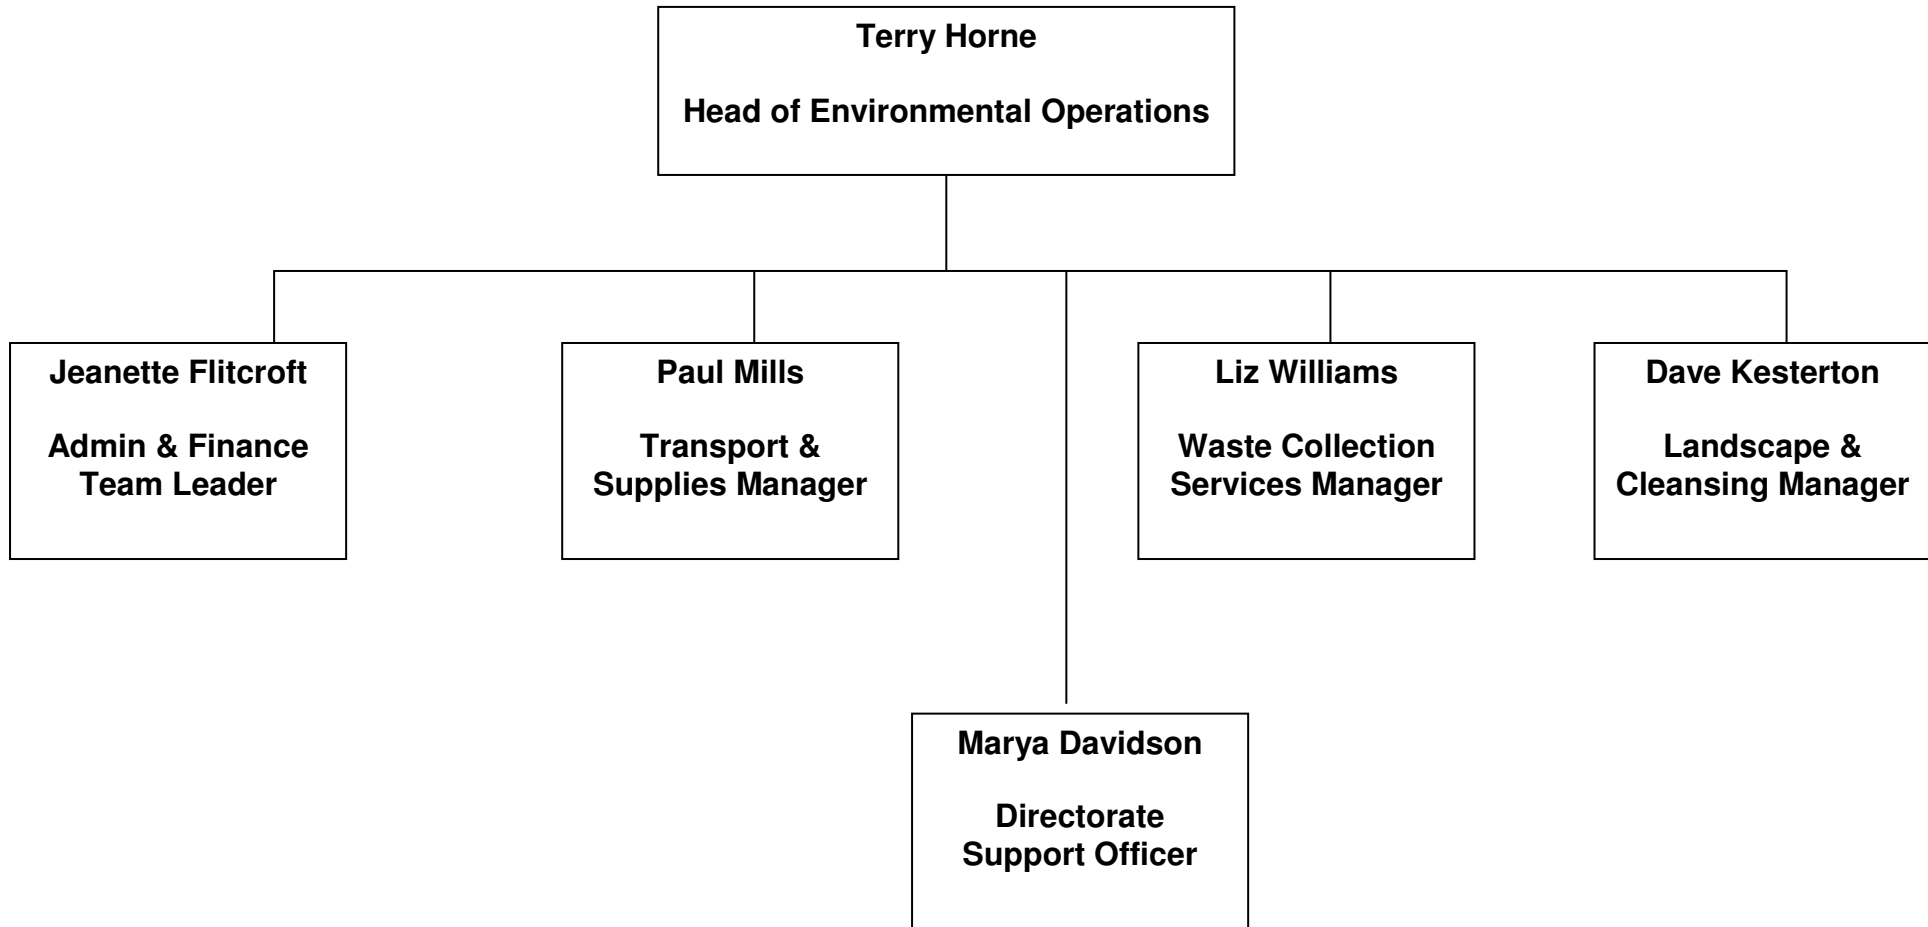 Terry Horne
Head of Environmental Operations
Jeanette Flitcroft
Admin & Finance
Team Leader
Paul Mills
Transport &
Supplies Manager
Liz Williams
Waste Collection
Services Manager
Dave Kesterton
Landscape &
Cleansing Manager
Marya Davidson
Directorate
Support Officer